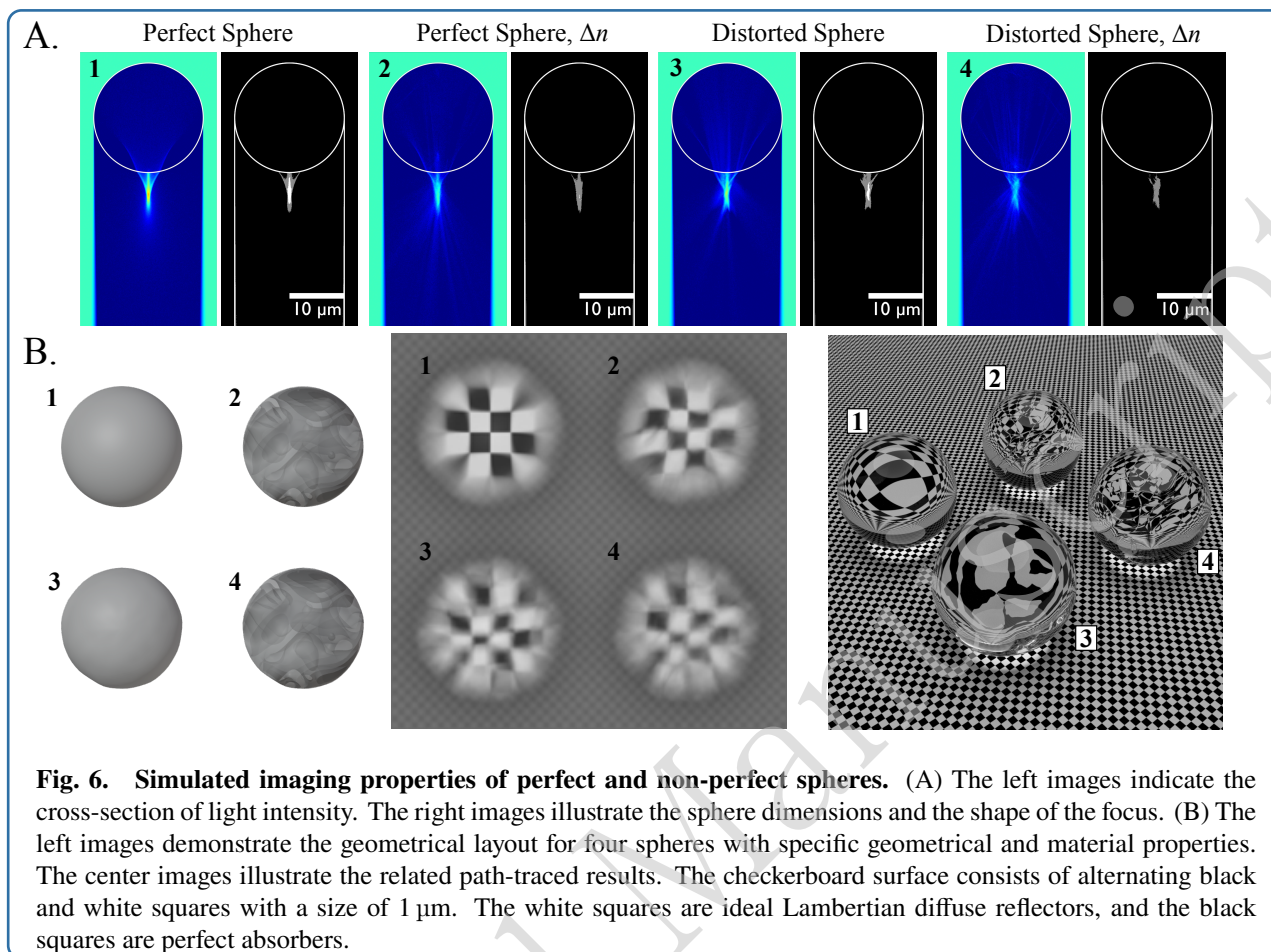 A.
Perfect Sphere
Perfect Sphere, Δn
Distorted Sphere
Distorted Sphere, Δn
1
2
3
4
10 µm
10 µm
10 µm
10 µm
B.
1
2
3
4
1
2
3
4
1
2
3
4
Fig. 6. Simulated imaging properties of perfect and non-perfect spheres. (A) The left images indicate the
cross-section of light intensity. The right images illustrate the sphere dimensions and the shape of the focus. (B) The
left images demonstrate the geometrical layout for four spheres with specific geometrical and material properties.
The center images illustrate the related path-traced results. The checkerboard surface consists of alternating black
and white squares with a size of 1 µm. The white squares are ideal Lambertian diffuse reflectors, and the black
squares are perfect absorbers.